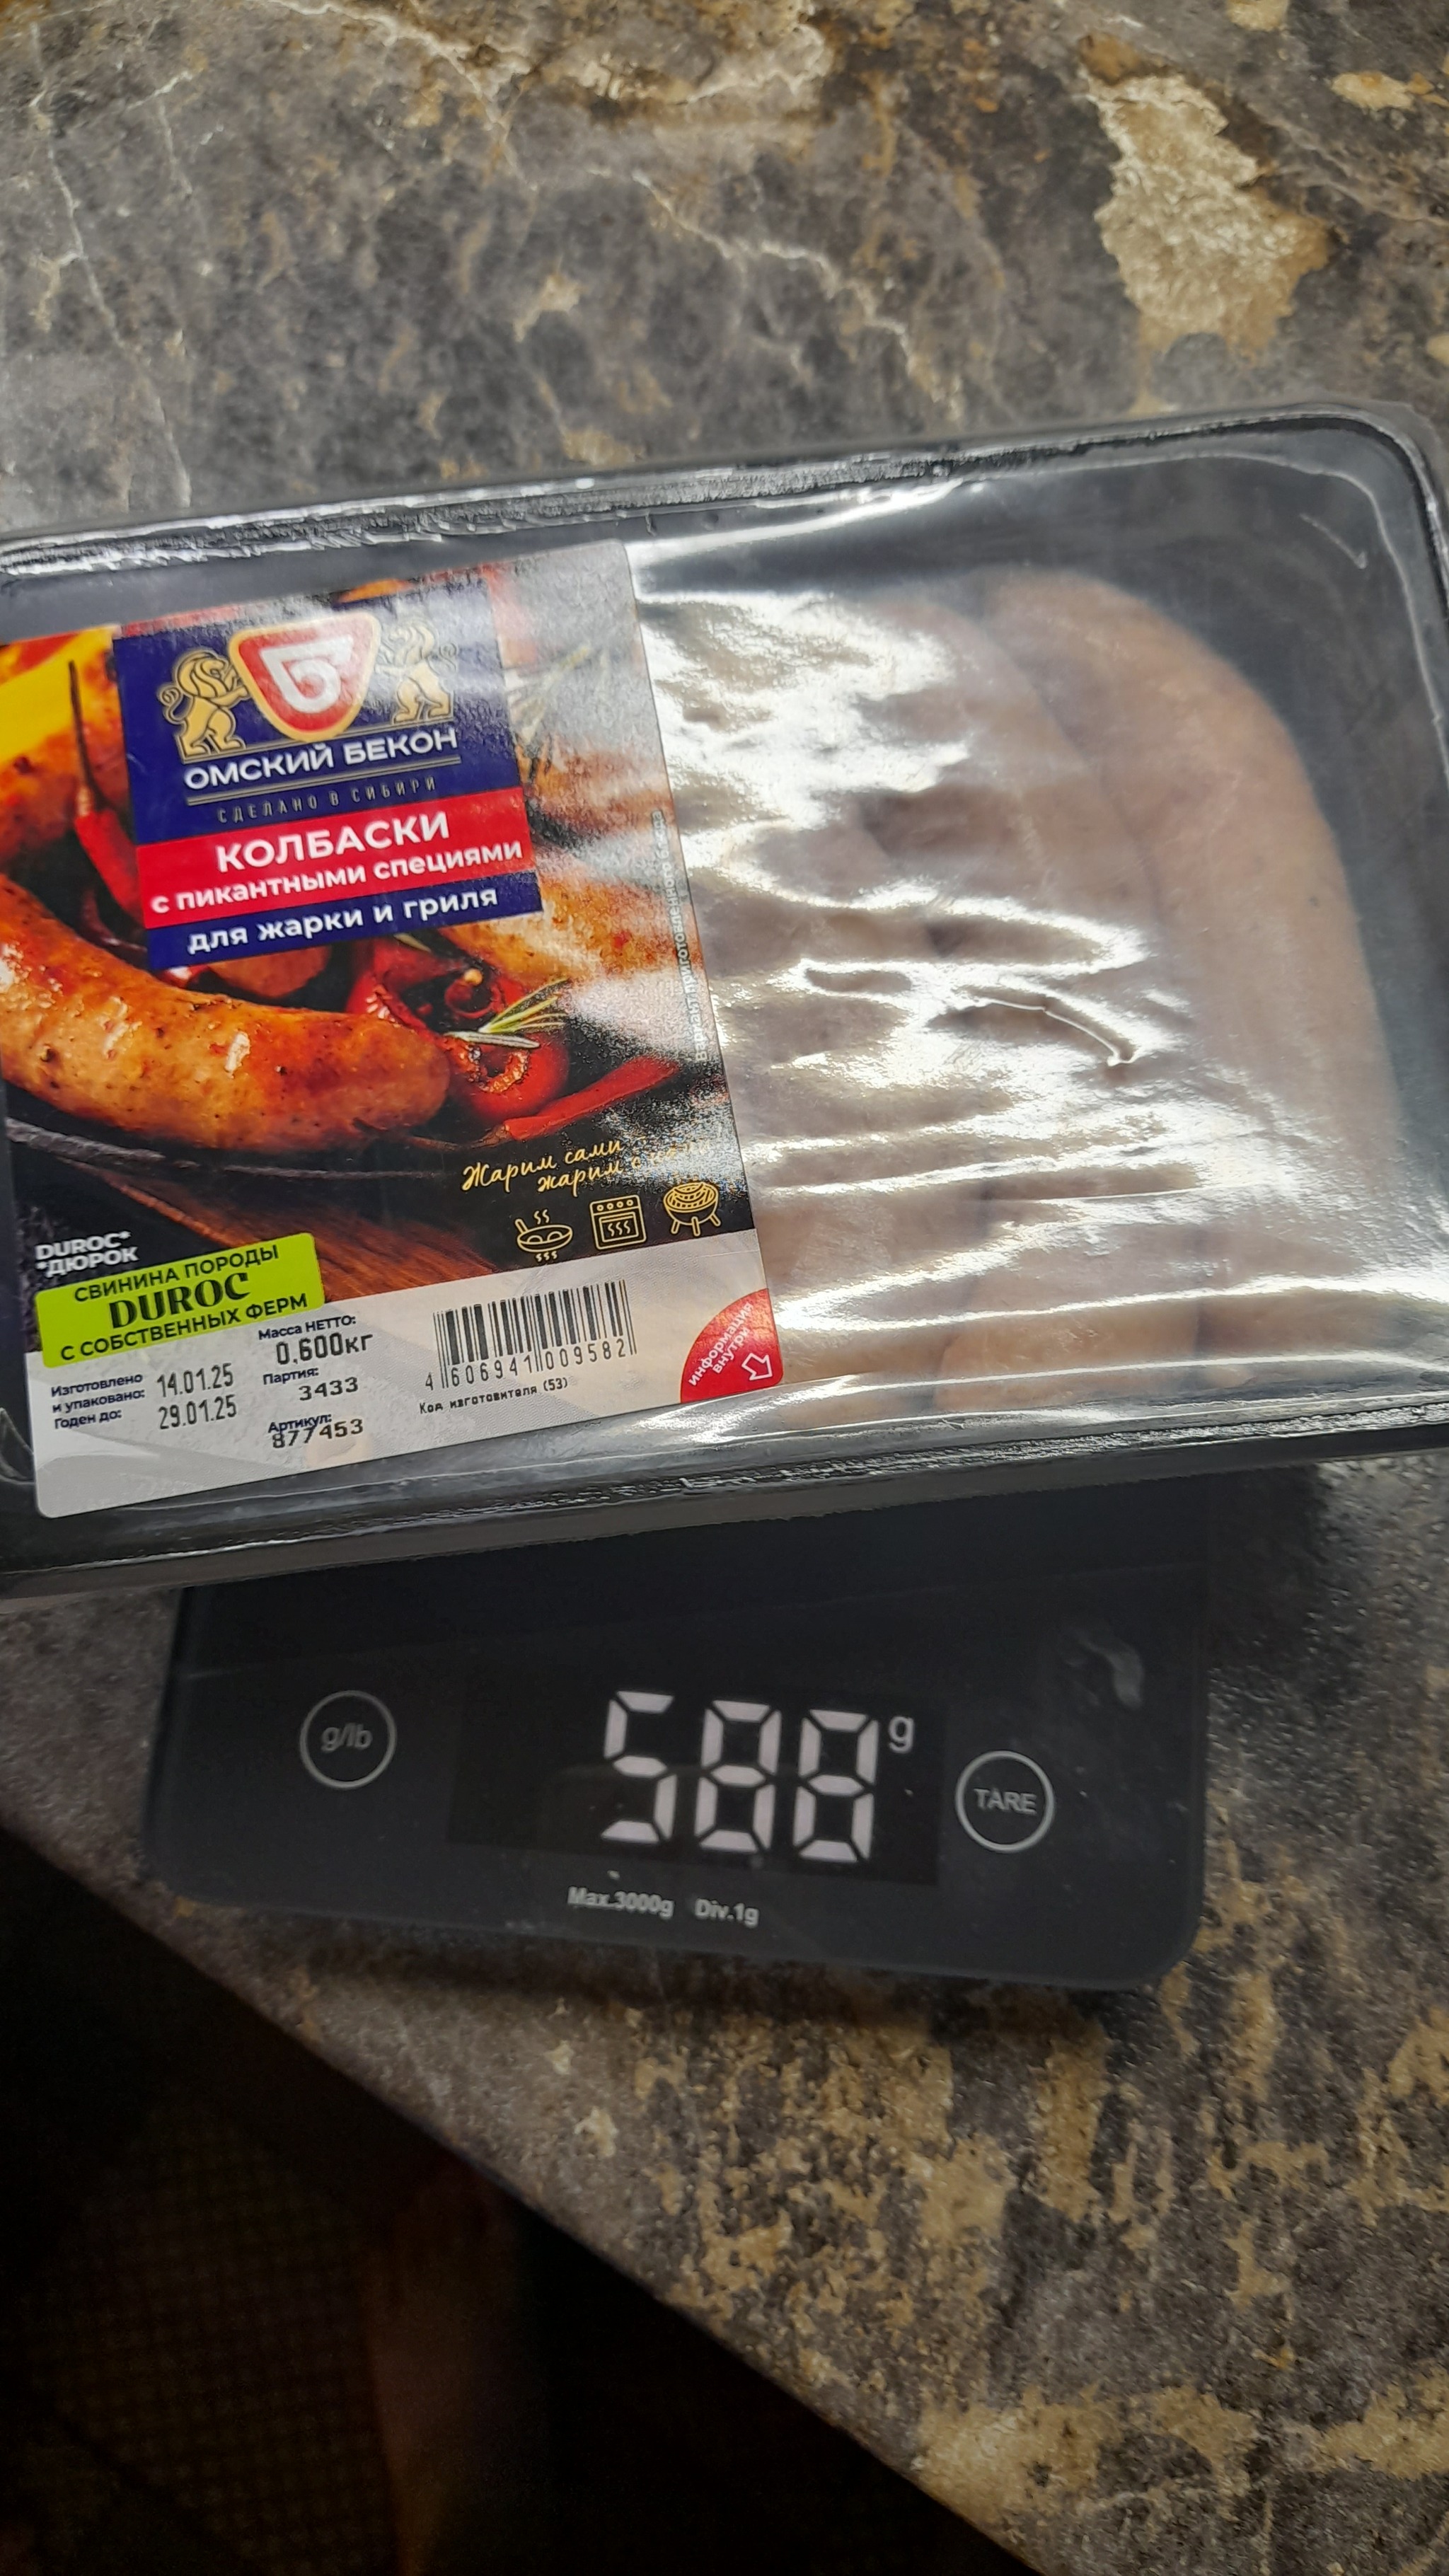 ОМСКИЙ БЕКОН
СДЕЛАНО В СИБИРИ
КОЛБАСКИ
с пикантными специями
для жарки и гриля
Жарим сами
жарим с
DUROC*
*ДЮРОК
СВИНИНА ПОРОДЫ
DUROC
С СОБСТВЕННЫХ ФЕРМ
Изготовлено
и упаковано: 14.01.25
Годен до: 29.01.25
Масса НЕТТО:
0,600кг
Партия:
3433
Артикул:
877453
4 606941 009582
Код изготовителя (53)
информация
внутри
g/lb
588 g
TARE
Max.3000g Div.1g